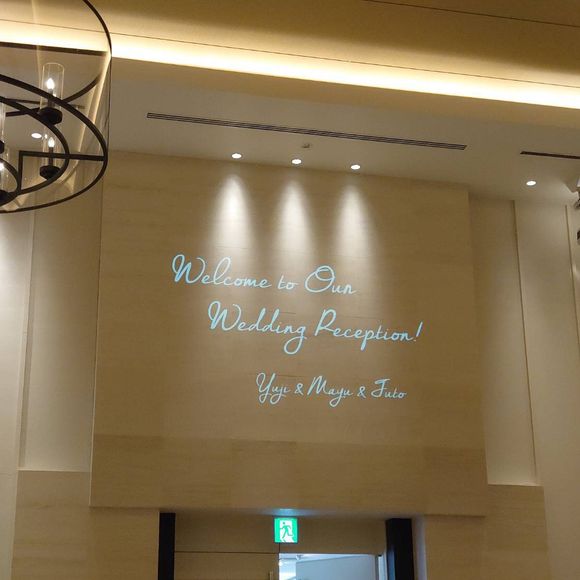 Welcome to Our
Wedding Reception!
Yuji & Mayu & Futo